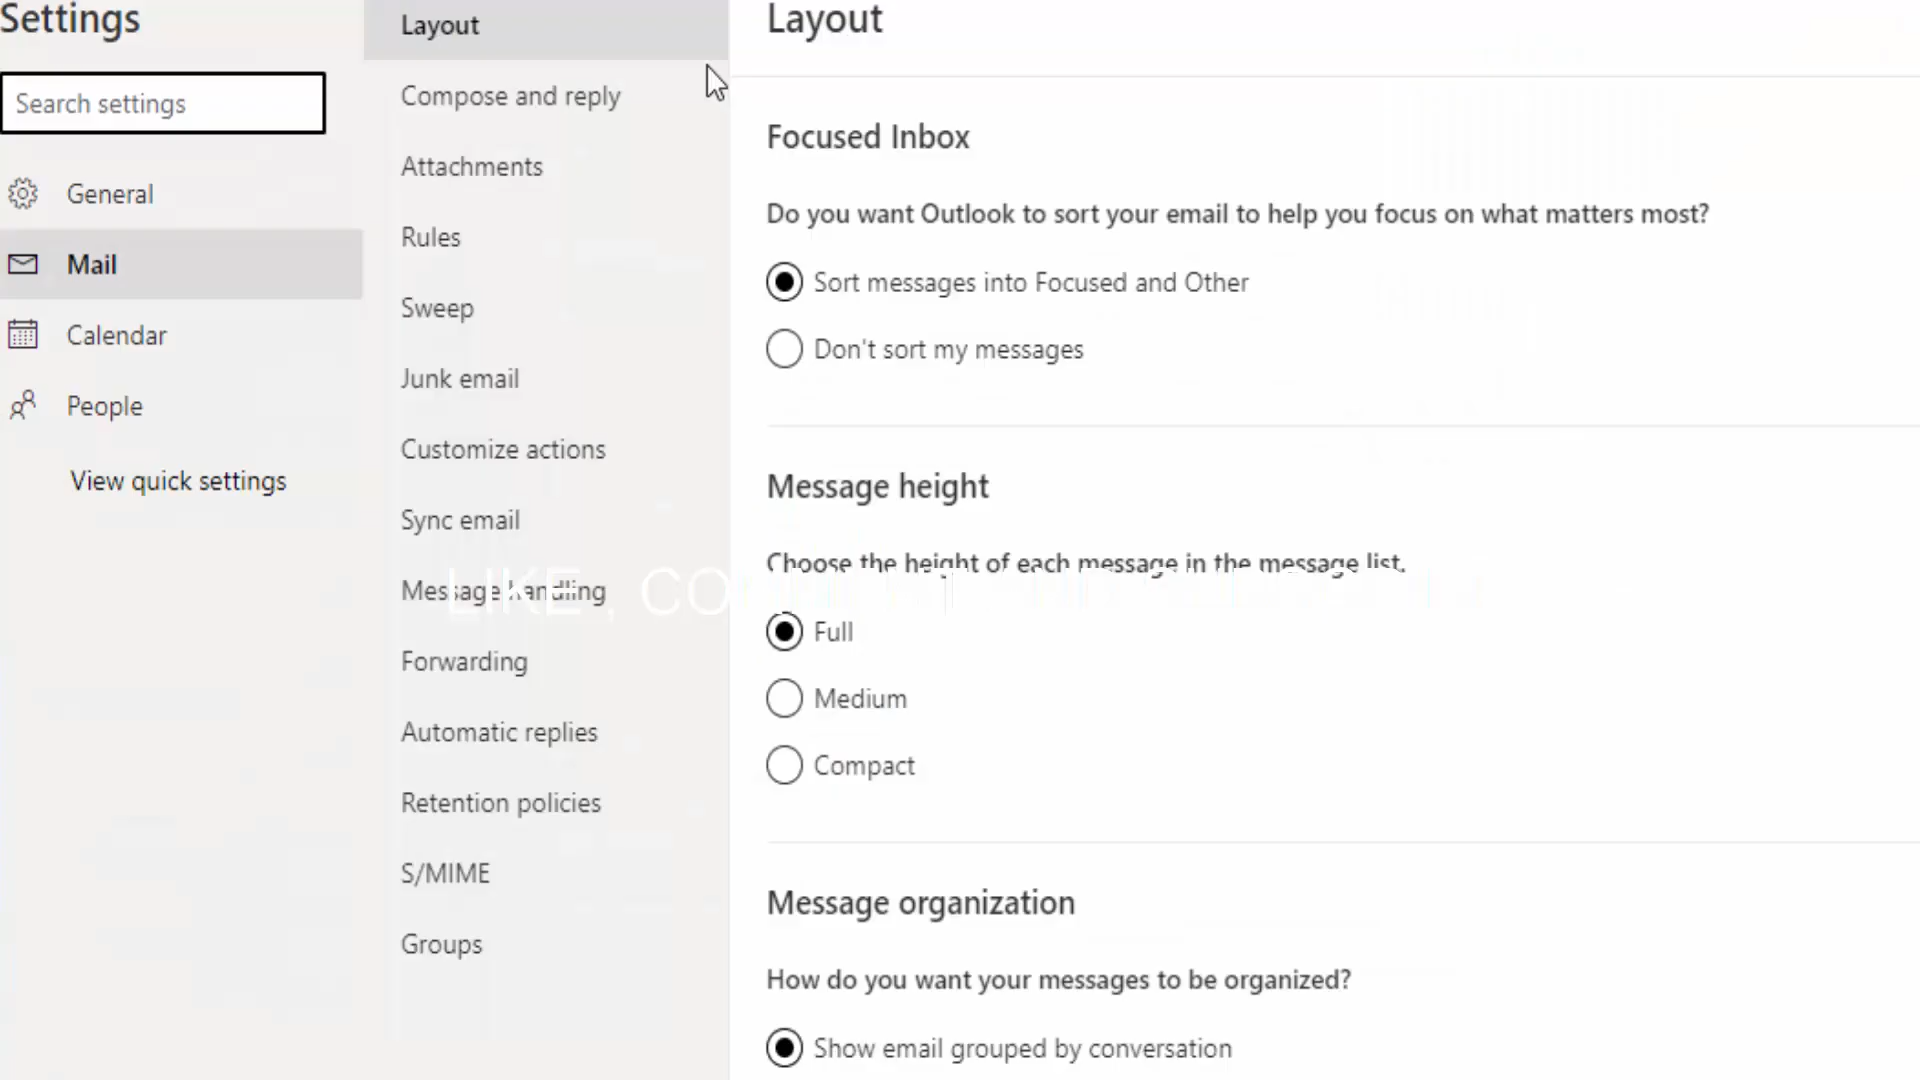 Settings
Search settings
General
Mail
Calendar
People
View quick settings
Layout
Compose and reply
Attachments
Rules
Sweep
Junk email
Customize actions
Sync email
Message handling
Forwarding
Automatic replies
Retention policies
S/MIME
Groups
Layout
Focused Inbox
Do you want Outlook to sort your email to help you focus on what matters most?
Sort messages into Focused and Other
Don't sort my messages
Message height
Choose the height of each message in the message list.
LIKE ,
Full
Medium
Compact
Message organization
How do you want your messages to be organized?
Show email grouped by conversation